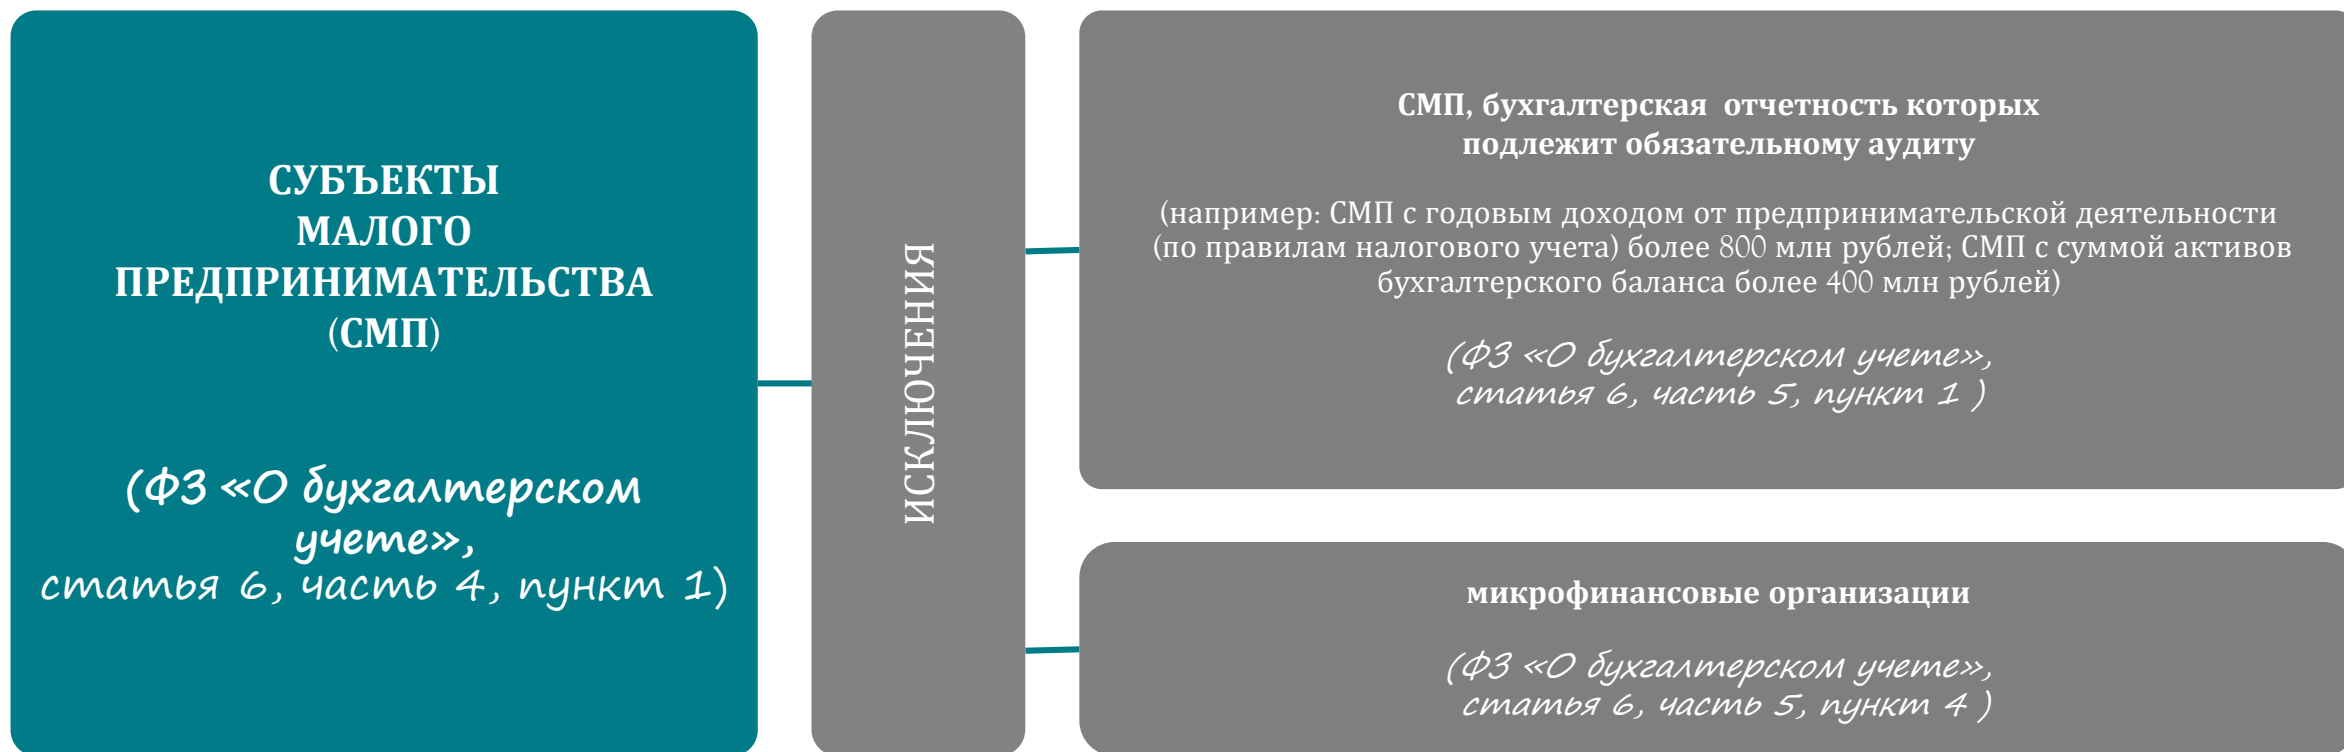 СУБЪЕКТЫ
МАЛОГО
ПРЕДПРИНИМАТЕЛЬСТВА
(СМП)
(ФЗ «О бухгалтерском
учете»,
статья 6, часть 4, пункт 1)
ИСКЛЮЧЕНИЯ
СМП, бухгалтерская отчетность которых
подлежит обязательному аудиту
(например: СМП с годовым доходом от предпринимательской деятельности
(по правилам налогового учета) более 800 млн рублей; СМП с суммой активов
бухгалтерского баланса более 400 млн рублей)
(ФЗ «О бухгалтерском учете»,
статья 6, часть 5, пункт 1 )
микрофинансовые организации
(ФЗ «О бухгалтерском учете»,
статья 6, часть 5, пункт 4 )